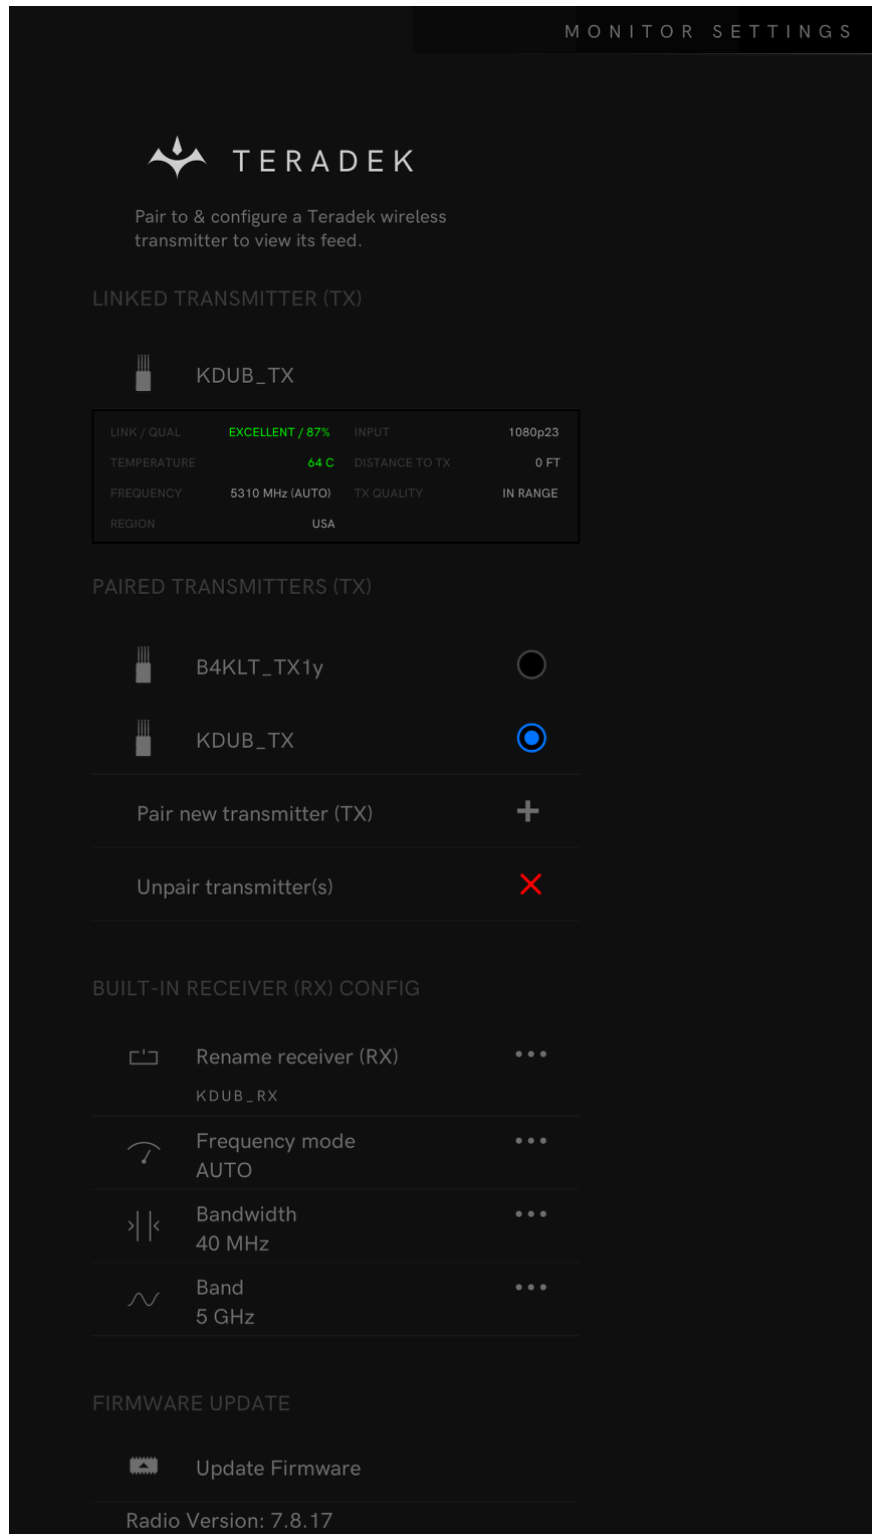 MONITOR SETTINGS
TERADEK
Pair to & configure a Teradek wireless
transmitter to view its feed.
LINKED TRANSMITTER (TX)
KDUB_TX
LINK / QUAL EXCELLENT / 87% INPUT 1080p23
TEMPERATURE 64 C DISTANCE TO TX 0 FT
FREQUENCY 5310 MHz (AUTO) TX QUALITY IN RANGE
REGION USA
PAIRED TRANSMITTERS (TX)
B4KLT_TX1y
KDUB_TX
Pair new transmitter (TX)
Unpair transmitter(s)
BUILT-IN RECEIVER (RX) CONFIG
Rename receiver (RX)
KDUB_RX
Frequency mode
AUTO
Bandwidth
40 MHz
Band
5 GHz
FIRMWARE UPDATE
Update Firmware
Radio Version: 7.8.17